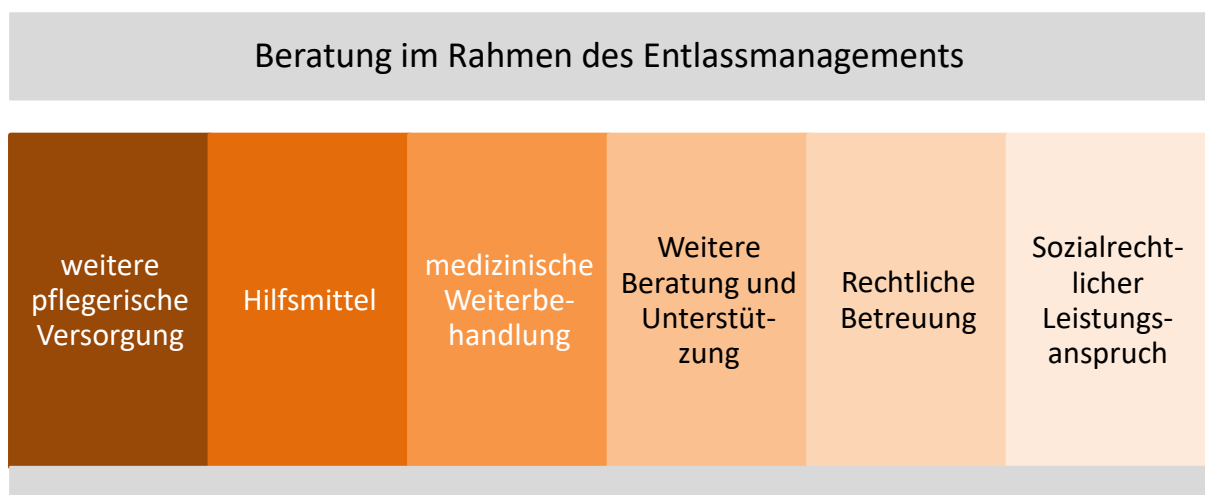 Beratung im Rahmen des Entlassmanagements
weitere
pflegerische
Versorgung
Hilfsmittel
medizinische
Weiterbe-
handlung
Weitere
Beratung und
Unterstüt-
zung
Rechtliche
Betreuung
Sozialrecht-
licher
Leistungs-
anspruch